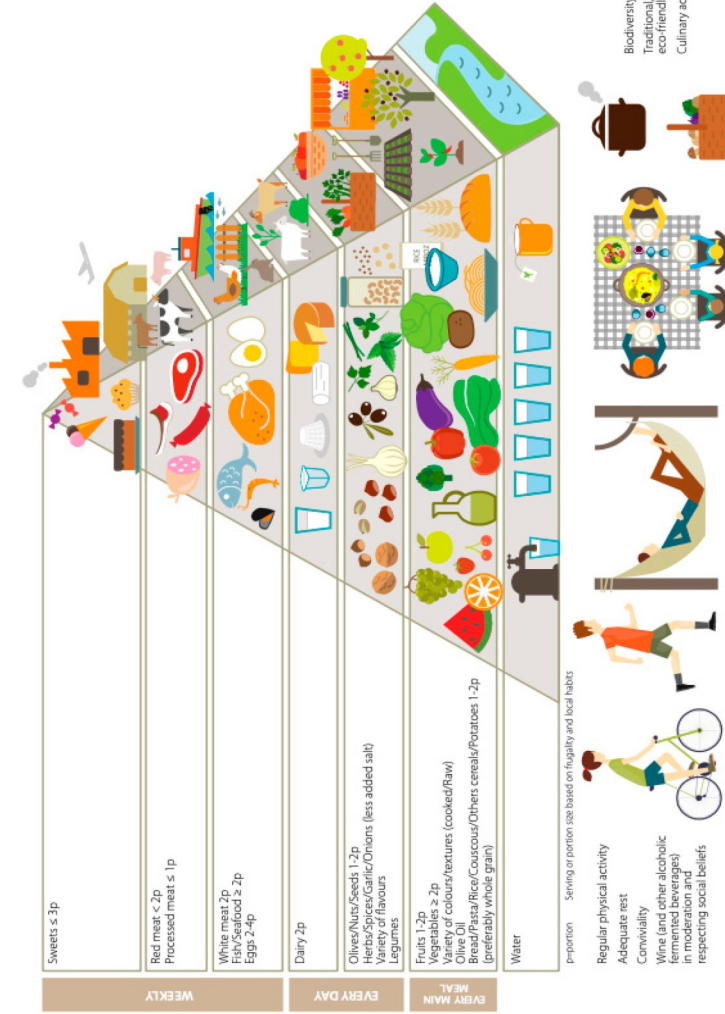 Sweets ≤ 3p
Red meat < 2p
Processed meat ≤ 1p
White meat 2p
Fish/Seafood ≥ 2p
Eggs 2-4p
Dairy 2p
Olives/Nuts/Seeds 1-2p
Herbs/Spices/Garlic/Onions (less added salt)
Variety of flavours
Legumes
Fruits 1-2p
Vegetables ≥ 2p
Variety of colours/textures (cooked/Raw)
Olive Oil
Bread/Pasta/Rice/Couscous/Others cereals/Potatoes 1-2p
(preferably whole grain)
Water
WEEKLY
EVERY DAY
EVERY MAIN
MEAL
RICE
p=portion
Serving or portion size based on frugality and local habits
Regular physical activity
Adequate rest
Conviviality
Wine (and other alcoholic
fermented beverages)
in moderation and
respecting social beliefs
Biodiversity
Traditional,
Culinary